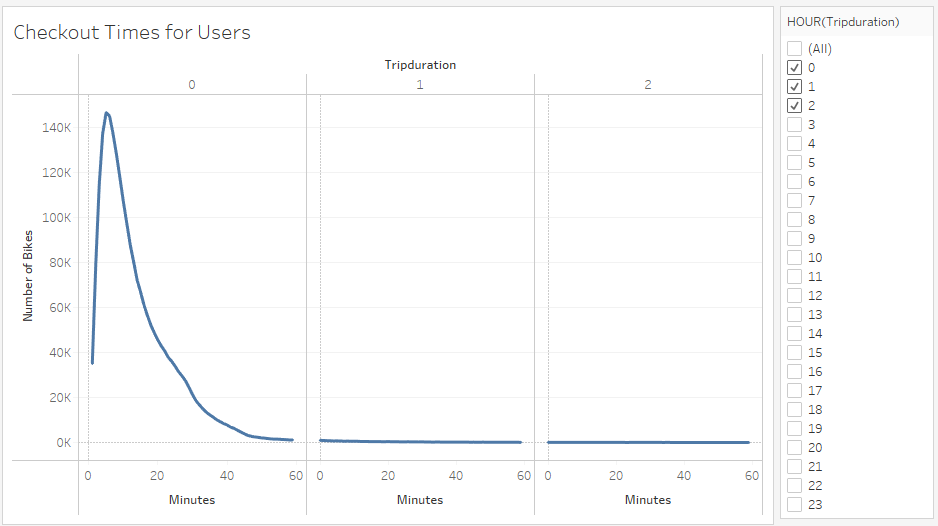 Checkout Times for Users
Tripduration
0 1 2
Number of Bikes
140K
120K
100K
80K
60K
40K
20K
0K
0 20 40 60 0 20 40 60 0 20 40 60
Minutes Minutes Minutes
HOUR(Tripduration)
(All)
0
1
2
3
4
5
6
7
8
9
10
11
12
13
14
15
16
17
18
19
20
21
22
23